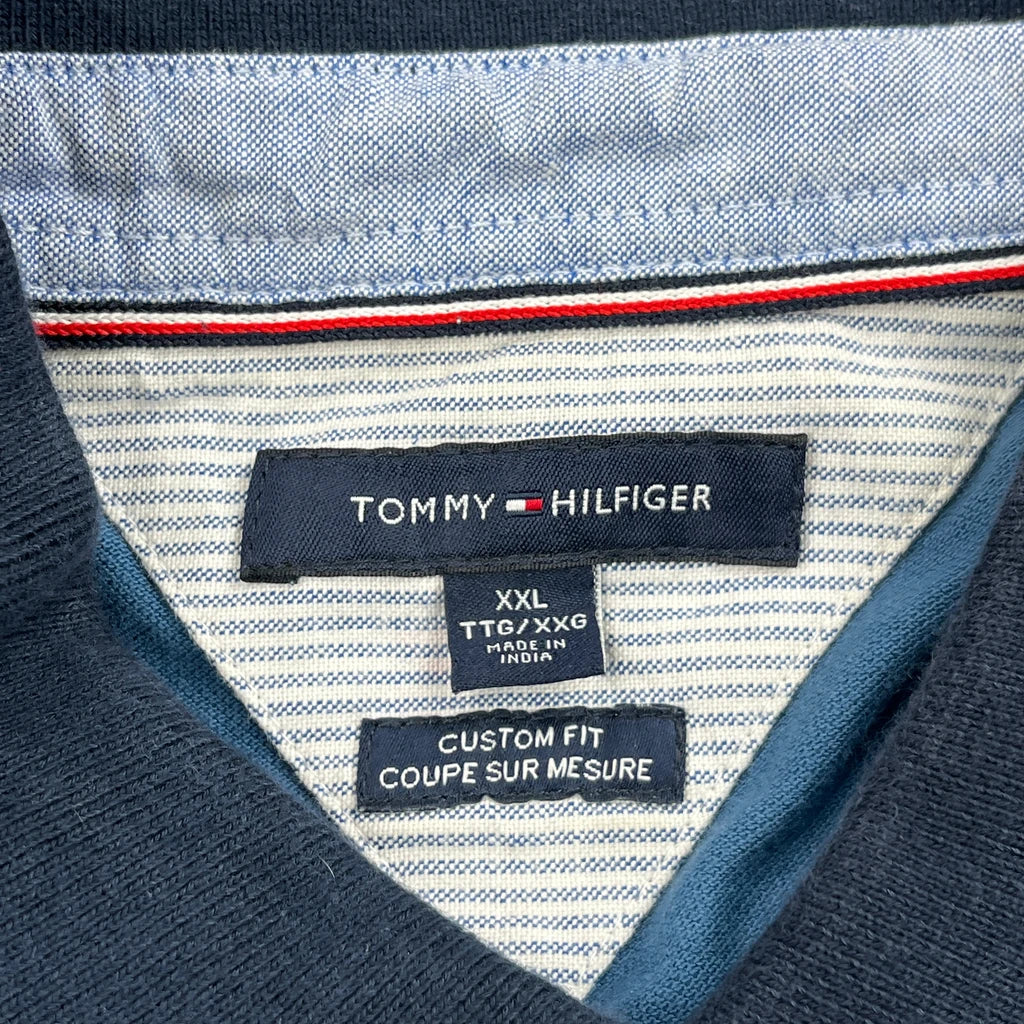 TOMMY HILFIGER
XXL
TTG/XXG
MADE IN
INDIA
CUSTOM FIT
COUPE SUR MESURE